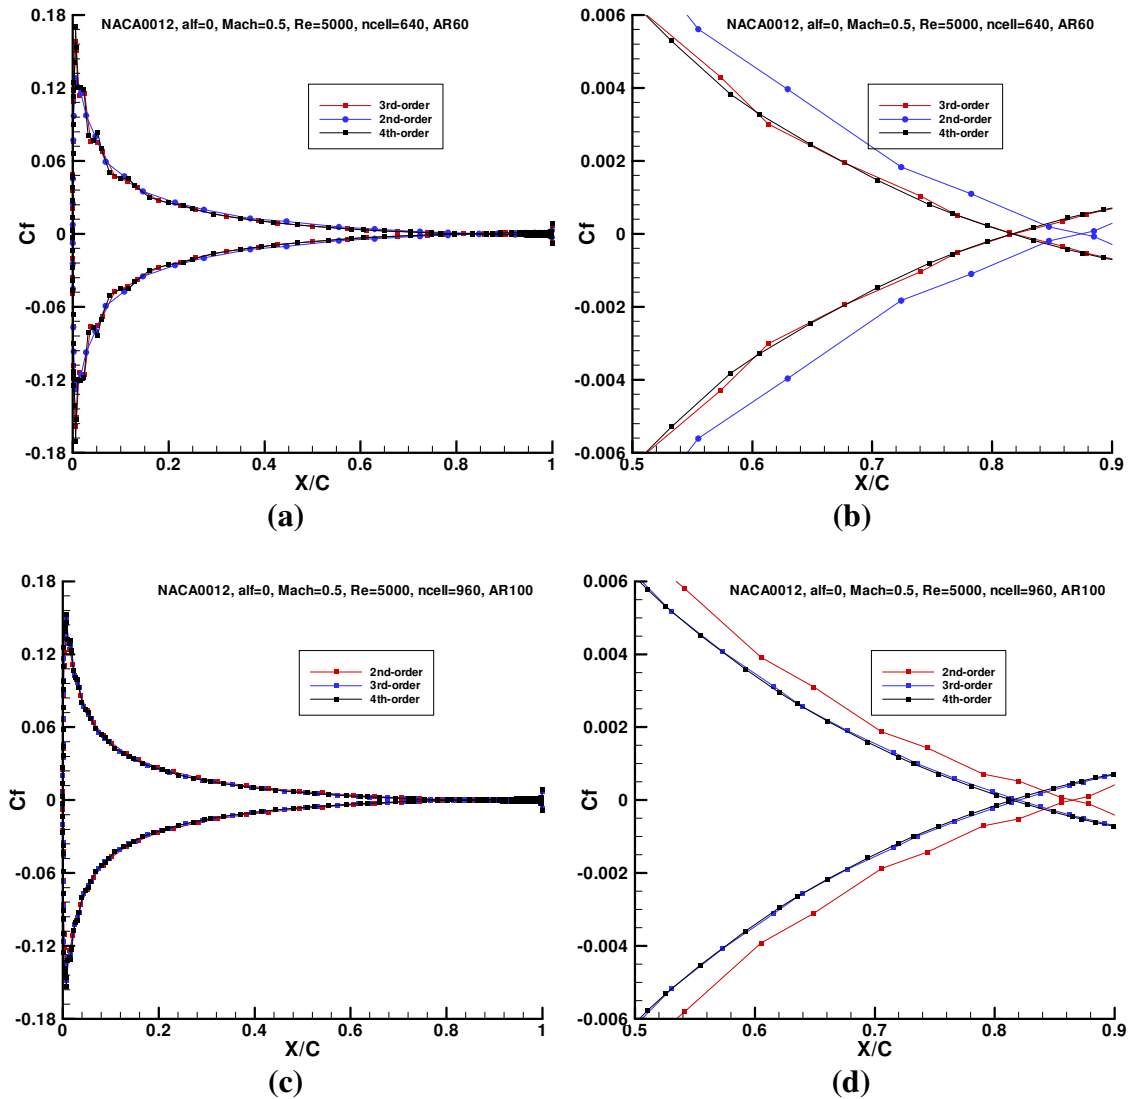 NACA0012, alf=0, Mach=0.5, Re=5000, ncell=640, AR60
3rd-order
2nd-order
4th-order
Cf
0.18
0.12
0.06
0
-0.06
-0.12
-0.18
0 0.2 0.4 0.6 0.8 1
X/C
(a)
NACA0012, alf=0, Mach=0.5, Re=5000, ncell=640, AR60
3rd-order
2nd-order
4th-order
Cf
0.006
0.004
0.002
0
-0.002
-0.004
-0.006
0.5 0.6 0.7 0.8 0.9
X/C
(b)
NACA0012, alf=0, Mach=0.5, Re=5000, ncell=960, AR100
2nd-order
3rd-order
4th-order
Cf
0.18
0.12
0.06
0
-0.06
-0.12
-0.18
0 0.2 0.4 0.6 0.8 1
X/C
(c)
NACA0012, alf=0, Mach=0.5, Re=5000, ncell=960, AR100
2nd-order
3rd-order
4th-order
Cf
0.006
0.004
0.002
0
-0.002
-0.004
-0.006
0.5 0.6 0.7 0.8 0.9
X/C
(d)